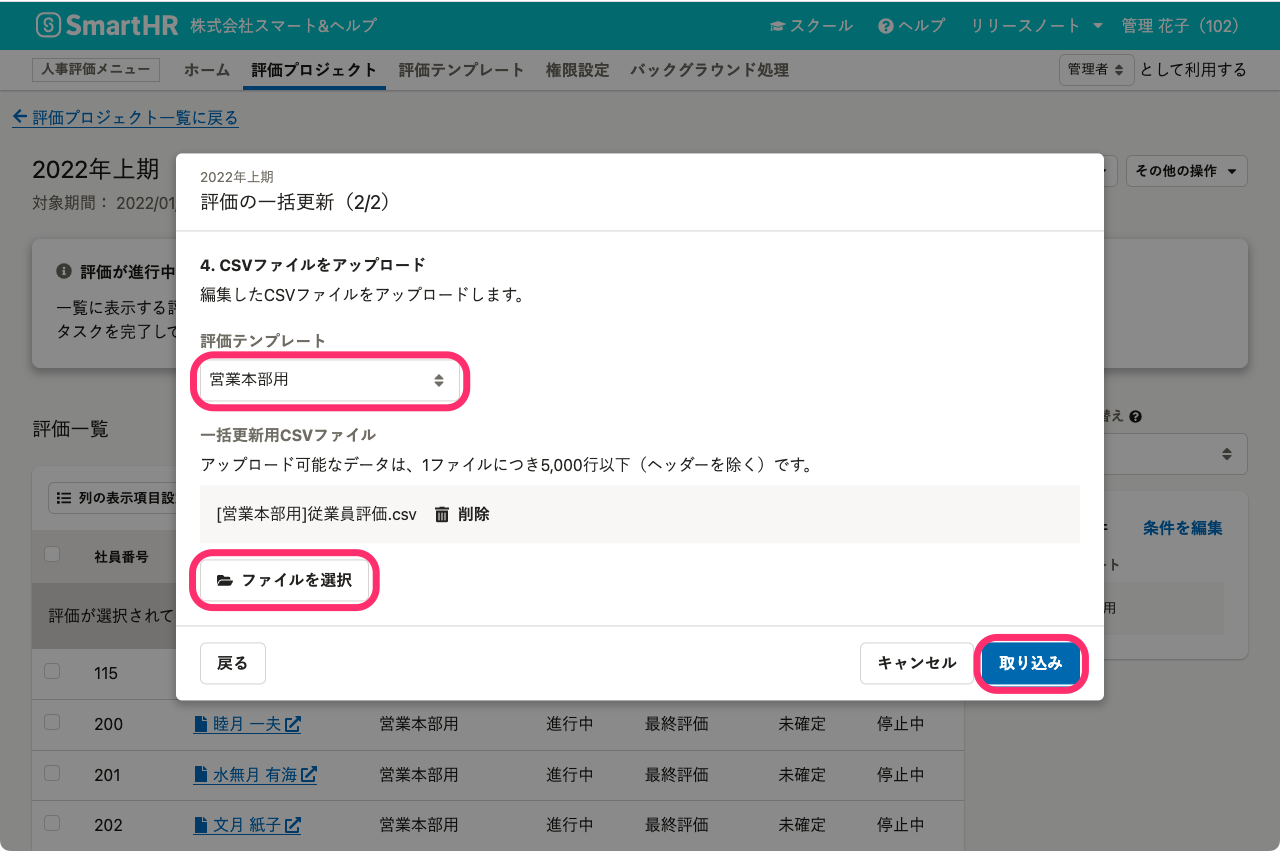 SmartHR 株式会社スマート&ヘルプ スクール ヘルプ リリースノート 管理 花子（102）
人事評価メニュー ホーム 評価プロジェクト 評価テンプレート 権限設定 バックグラウンド処理 管理者 として利用する
評価プロジェクト一覧に戻る
2022年上期 その他の操作
対象期間： 2022/01
評価が進行中
一覧に表示する
タスクを完了して
評価一覧
列の表示項目設
社員番号
評価が選択されて
115
2022年上期
評価の一括更新（2/2）
4. CSVファイルをアップロード
編集したCSVファイルをアップロードします。
評価テンプレート
営業本部用
一括更新用CSVファイル
アップロード可能なデータは、1ファイルにつき5,000行以下（ヘッダーを除く）です。
[営業本部用]従業員評価.csv 削除
ファイルを選択
戻る キャンセル 取り込み
替え
条件を編集
ト
用
200 睦月 一夫 営業本部用 進行中 最終評価 未確定 停止中
201 水無月 有海 営業本部用 進行中 最終評価 未確定 停止中
202 文月 紙子 営業本部用 進行中 最終評価 未確定 停止中